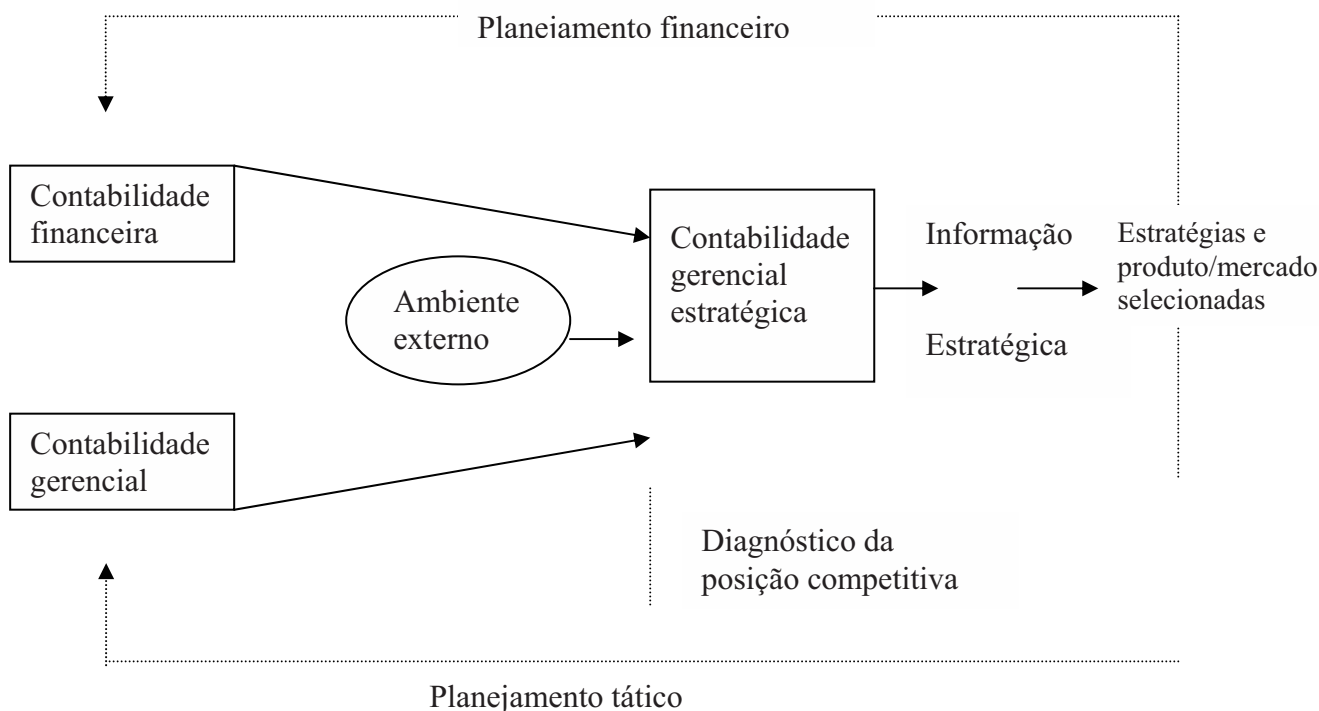 Planejamento financeiro
Contabilidade
financeira
Contabilidade
gerencial
estratégica
Informação
Estratégica
Estratégias e
produto/mercado
selecionadas
Ambiente
externo
Contabilidade
gerencial
Diagnóstico da
posição competitiva
Planejamento tático